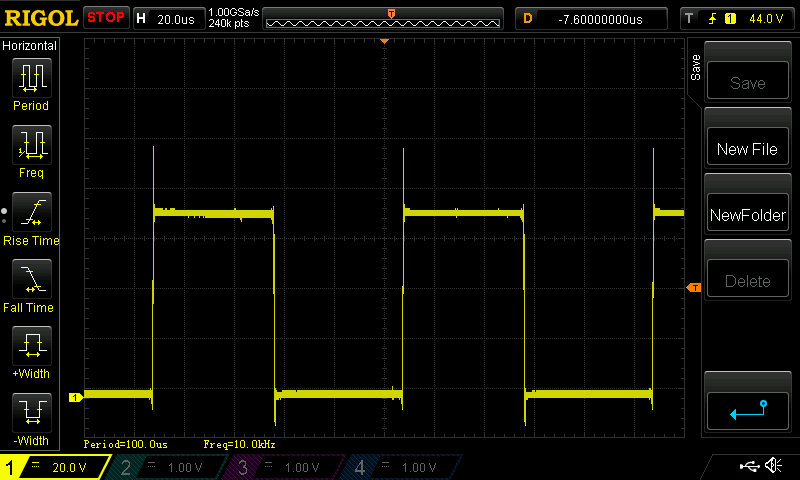 RIGOL STOP H 20.0us 1.00GSa/s 240k pts T D -7.60000000us T 1 44.0 V
Horizontal
Period
Freq
Rise Time
Fall Time
+Width
-Width
Save
Save
New File
NewFolder
Delete
T
1
Period=100.0us Freq=10.0kHz
1 20.0 V 2 1.00 V 3 1.00 V 4 1.00 V